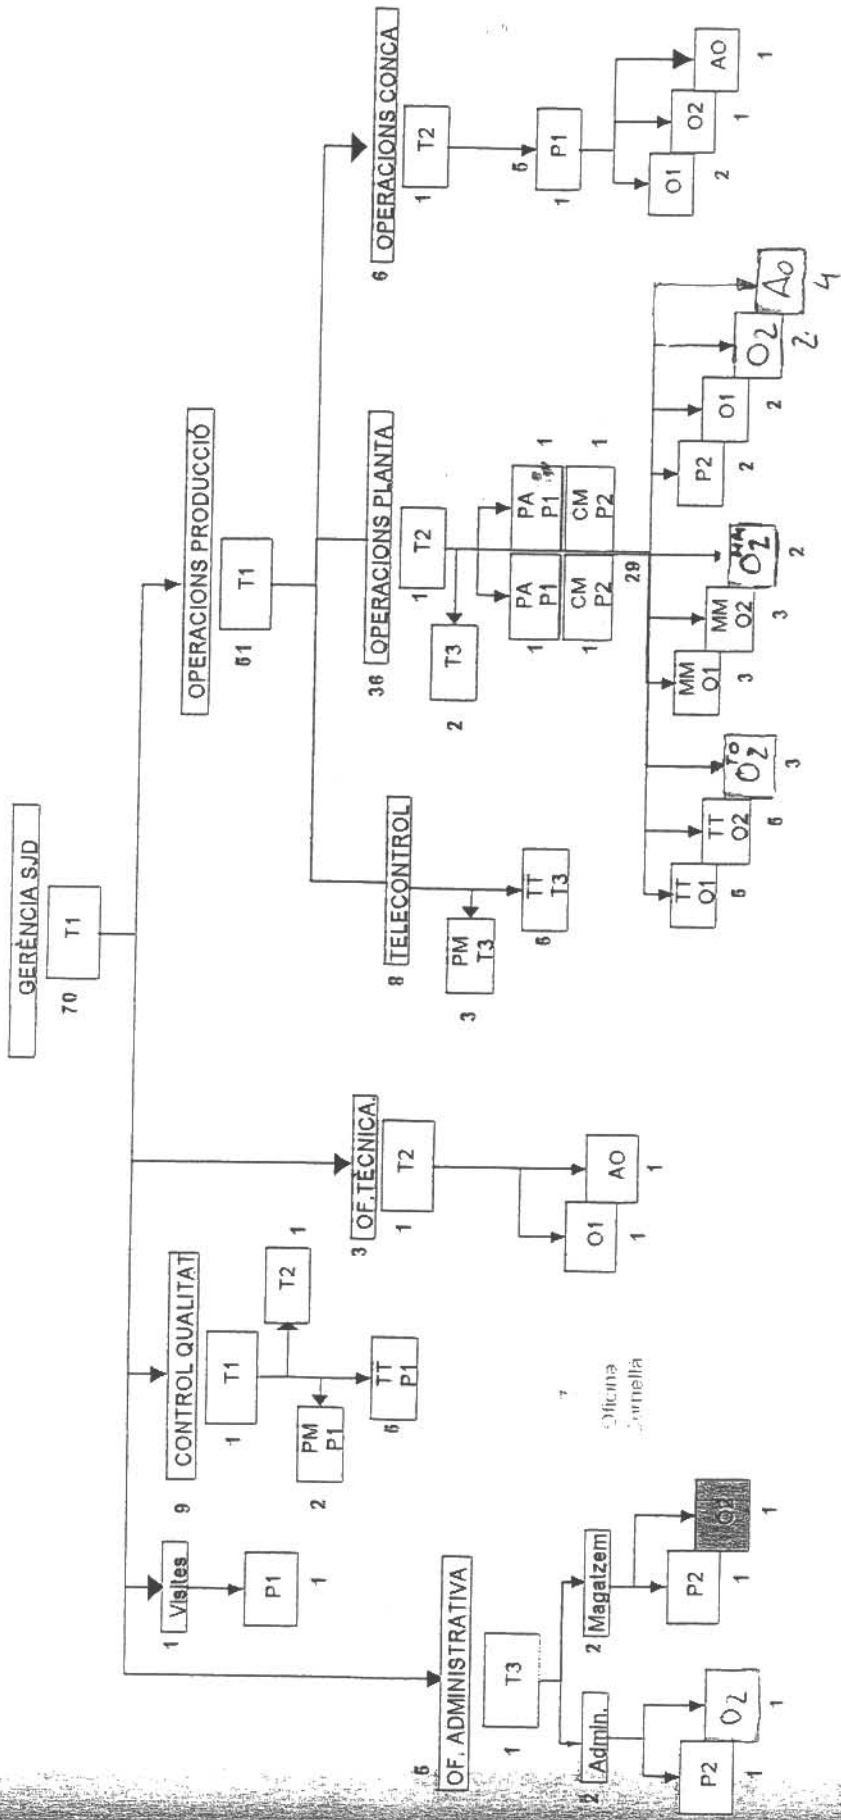 GERÈNCIA SJD
70 T1
OPERACIONS PRODUCCIÓ
51 T1
1 Visites
P1
1
9 CONTROL QUALITAT
1 T1
T2 1
PM P1
2
TT P1
6
3 OF.TÈCNICA.
1 T2
O1
1
AO
1
5 OF. ADMINISTRATIVA
1 T3
2 Admin.
P2
1
O2
1
2 Magatzem
P2
1
O2
1
Oficina
8 TELECONTROL
PM T3
3
TT T3
5
36 OPERACIONS PLANTA
1 T2
T3
2
PA P1
1
PA P1
1
CM P2
1
CM P2
1
29
TT O1
5
TT O2
5
TO O2
3
MM O1
3
MM O2
3
MM O2
2
P2
2
O1
2
O2
2
AO
4
6 OPERACIONS CONCA
1 T2
5
1 P1
O1
2
O2
1
AO
1